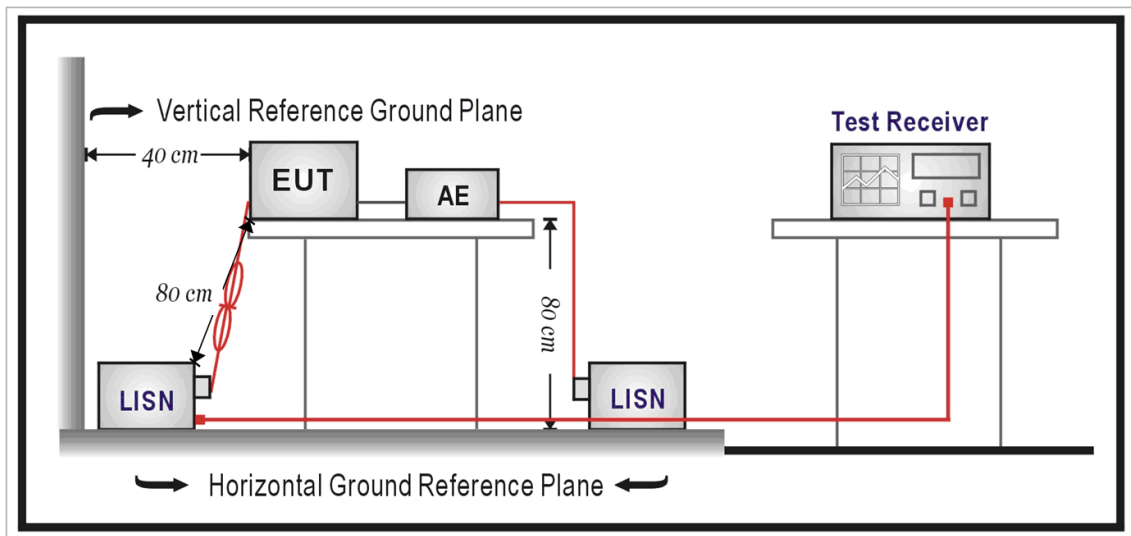 Vertical Reference Ground Plane
Test Receiver
40 cm
EUT
AE
80 cm
80 cm
LISN
LISN
Horizontal Ground Reference Plane